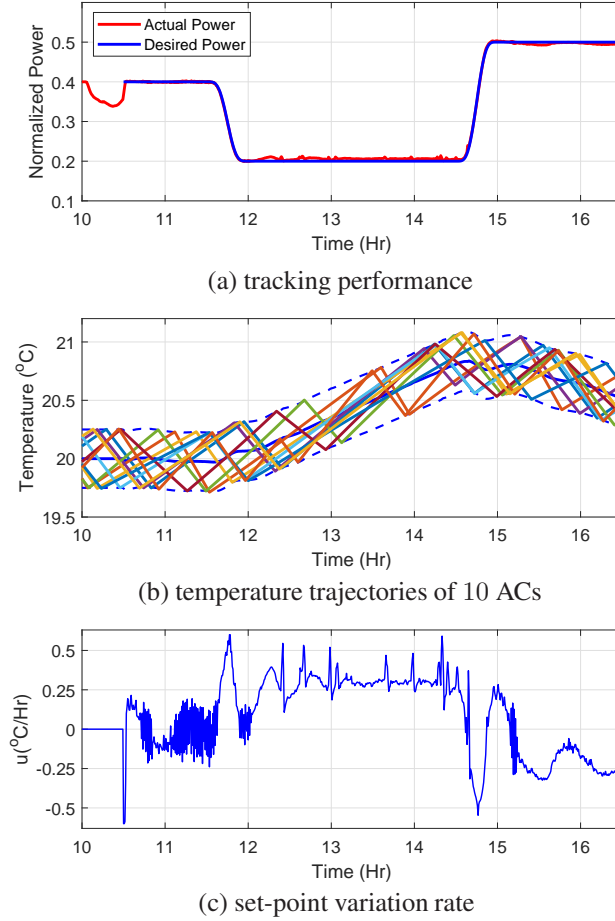 Actual Power
Desired Power
Normalized Power
0.5
0.4
0.3
0.2
0.1
10 11 12 13 14 15 16
Time (Hr)
(a) tracking performance
Temperature (°C)
21
20.5
20
19.5
10 11 12 13 14 15 16
Time (Hr)
(b) temperature trajectories of 10 ACs
u(°C/Hr)
0.5
0.25
0
-0.25
-0.5
10 11 12 13 14 15 16
Time (Hr)
(c) set-point variation rate